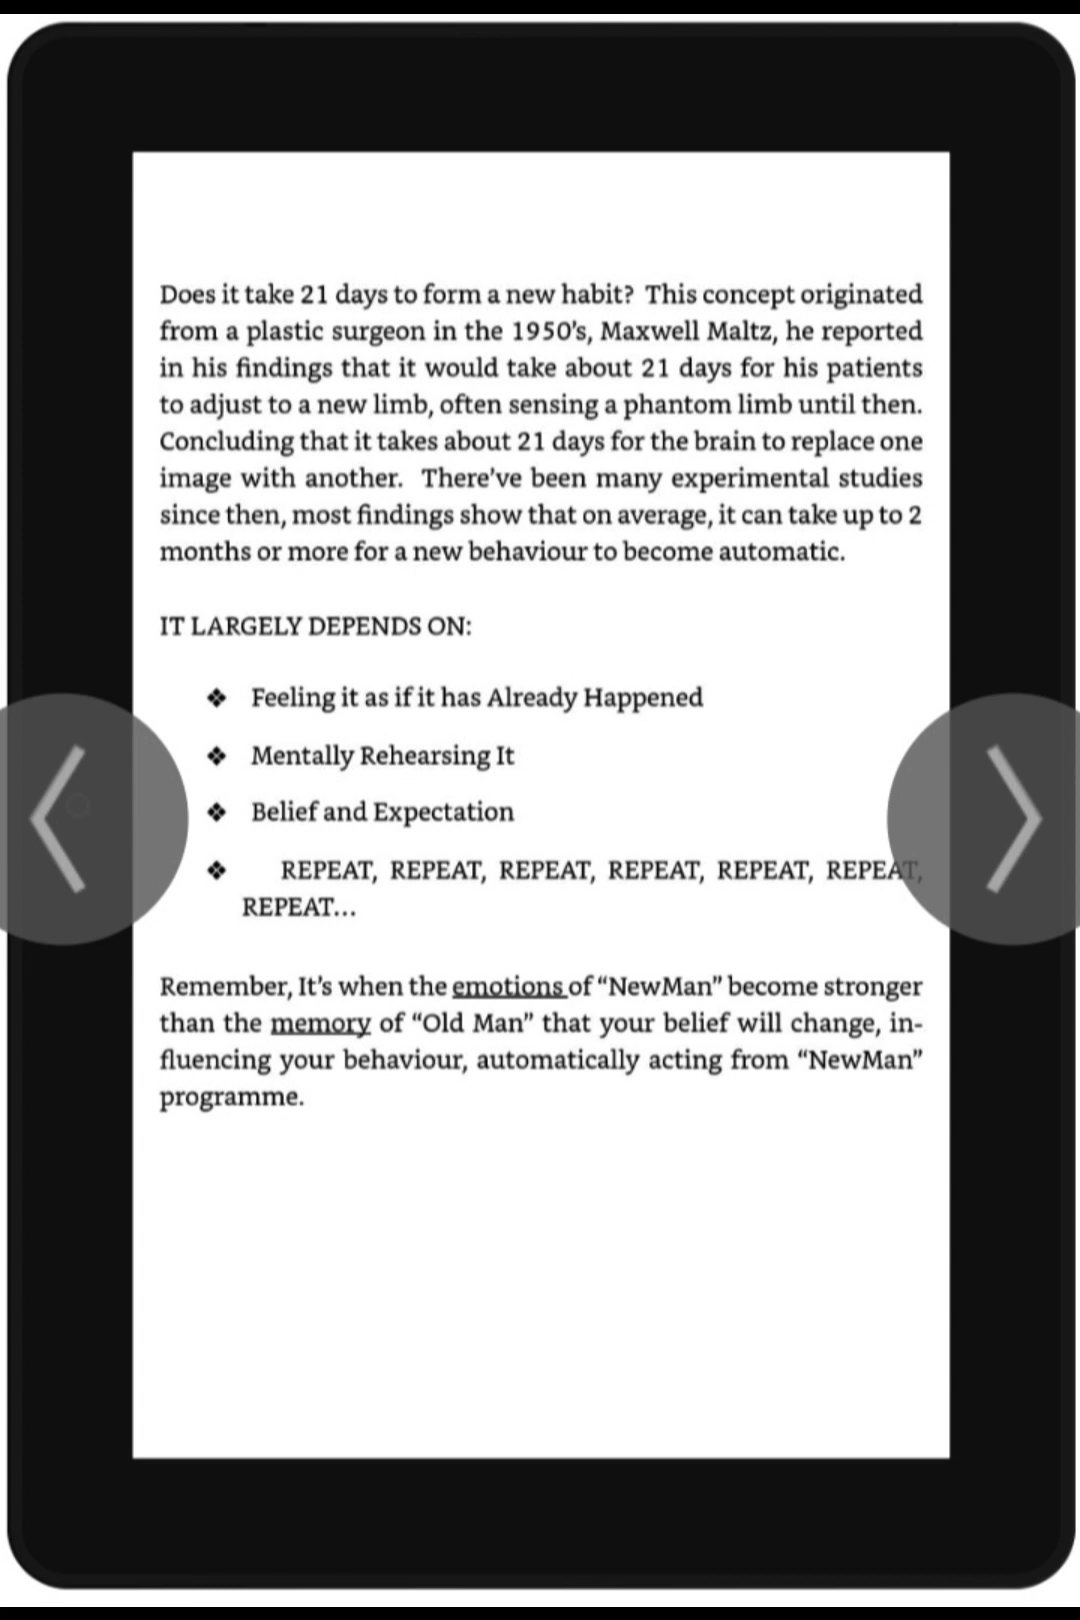 Does it take 21 days to form a new habit?  This concept originated
from a plastic surgeon in the 1950's, Maxwell Maltz, he reported
in his findings that it would take about 21 days for his patients
to adjust to a new limb, often sensing a phantom limb until then.
Concluding that it takes about 21 days for the brain to replace one
image with another.  There've been many experimental studies
since then, most findings show that on average, it can take up to 2
months or more for a new behaviour to become automatic.
IT LARGELY DEPENDS ON:
❖ Feeling it as if it has Already Happened
❖ Mentally Rehearsing It
❖ Belief and Expectation
❖ REPEAT, REPEAT, REPEAT, REPEAT, REPEAT, REPEAT,
REPEAT...
Remember, It's when the emotions of “NewMan” become stronger
than the memory of “Old Man” that your belief will change, in-
fluencing your behaviour, automatically acting from “NewMan”
programme.